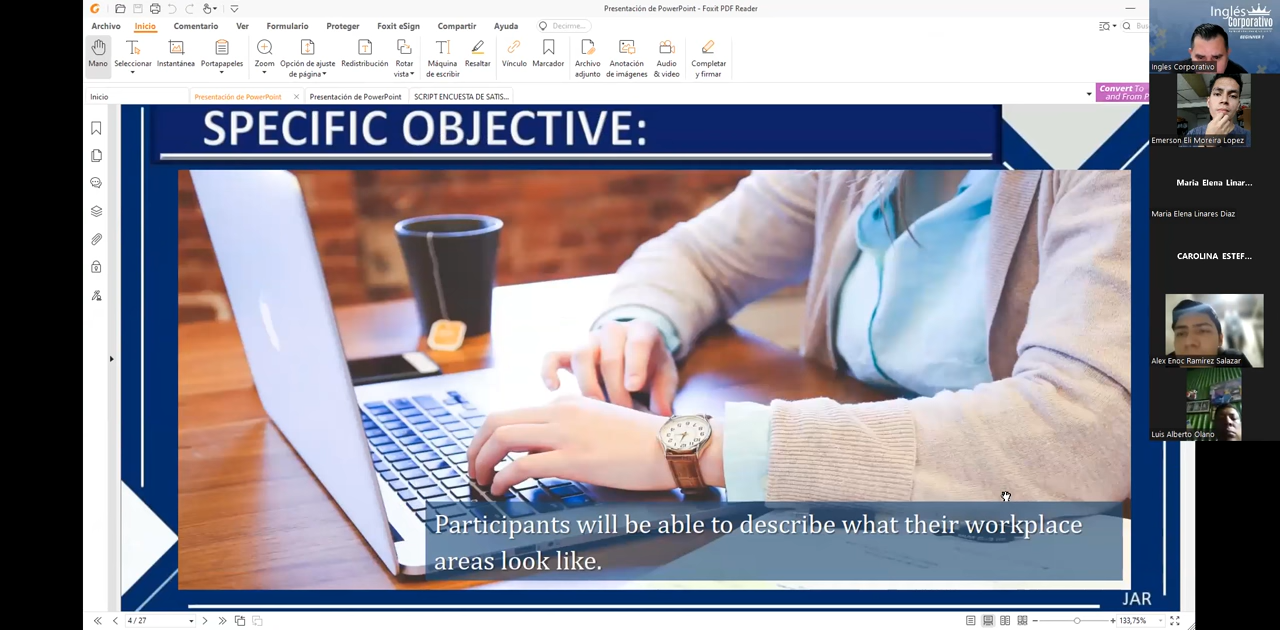 Presentación de PowerPoint - Foxit PDF Reader
Archivo Inicio Comentario Ver Formulario Proteger Foxit eSign Compartir Ayuda Decirme...
Mano Seleccionar Instantánea Portapapeles Zoom Opción de ajuste de página Redistribución Rotar vista Máquina de escribir Resaltar Vínculo Marcador Archivo adjunto Anotación de imágenes Audio & video Completar y firmar
Inicio Presentación de PowerPoint Presentación de PowerPoint SCRIPT ENCUESTA DE SATIS...
Convert To
and From P
SPECIFIC OBJECTIVE:
Participants will be able to describe what their workplace
areas look like.
JAR
4 / 27
133,75%
Inglés
Corporativo
BEGINNER 1
Ingles Corporativo
Emerson Eli Moreira Lopez
Maria Elena Linar...
Maria Elena Linares Diaz
CAROLINA ESTEF...
Alex Enoc Ramirez Salazar
Luis Alberto Olano